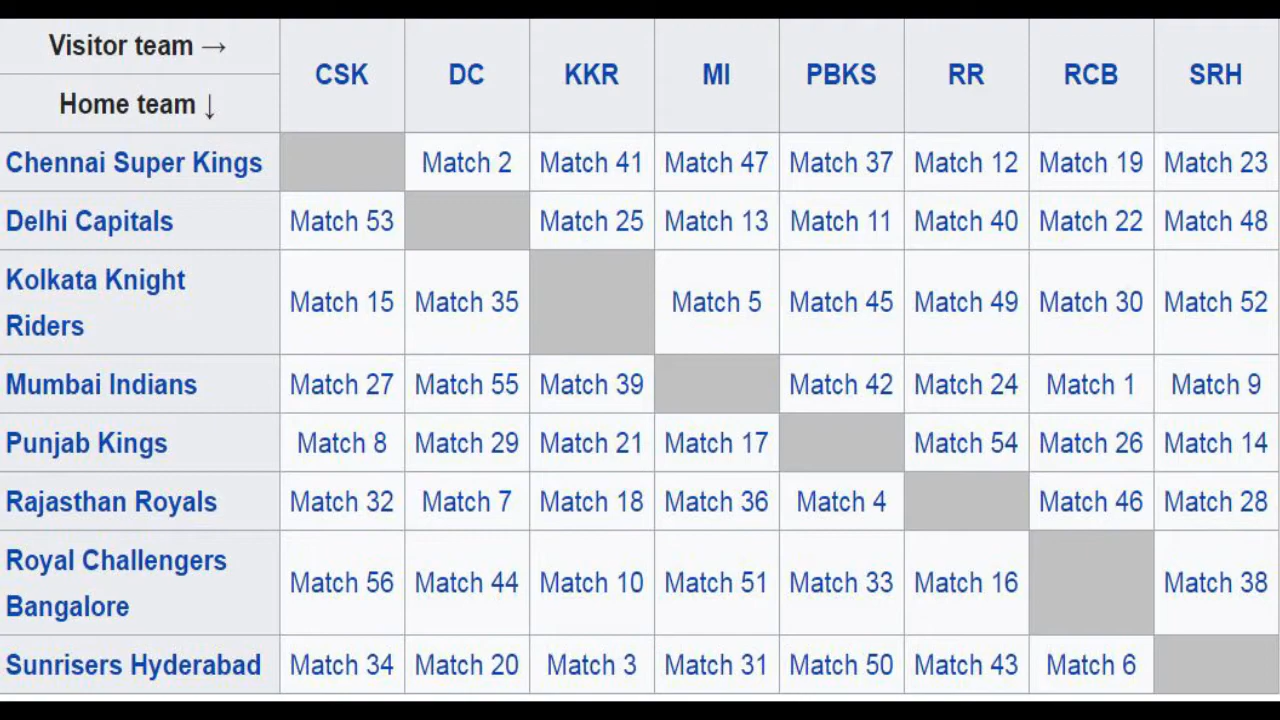 Visitor team → CSK DC KKR MI PBKS RR RCB SRH
Home team ↓
Chennai Super Kings Match 2 Match 41 Match 47 Match 37 Match 12 Match 19 Match 23
Delhi Capitals Match 53 Match 25 Match 13 Match 11 Match 40 Match 22 Match 48
Kolkata Knight
Riders Match 15 Match 35 Match 5 Match 45 Match 49 Match 30 Match 52
Mumbai Indians Match 27 Match 55 Match 39 Match 42 Match 24 Match 1 Match 9
Punjab Kings Match 8 Match 29 Match 21 Match 17 Match 54 Match 26 Match 14
Rajasthan Royals Match 32 Match 7 Match 18 Match 36 Match 4 Match 46 Match 28
Royal Challengers
Bangalore Match 56 Match 44 Match 10 Match 51 Match 33 Match 16 Match 38
Sunrisers Hyderabad Match 34 Match 20 Match 3 Match 31 Match 50 Match 43 Match 6